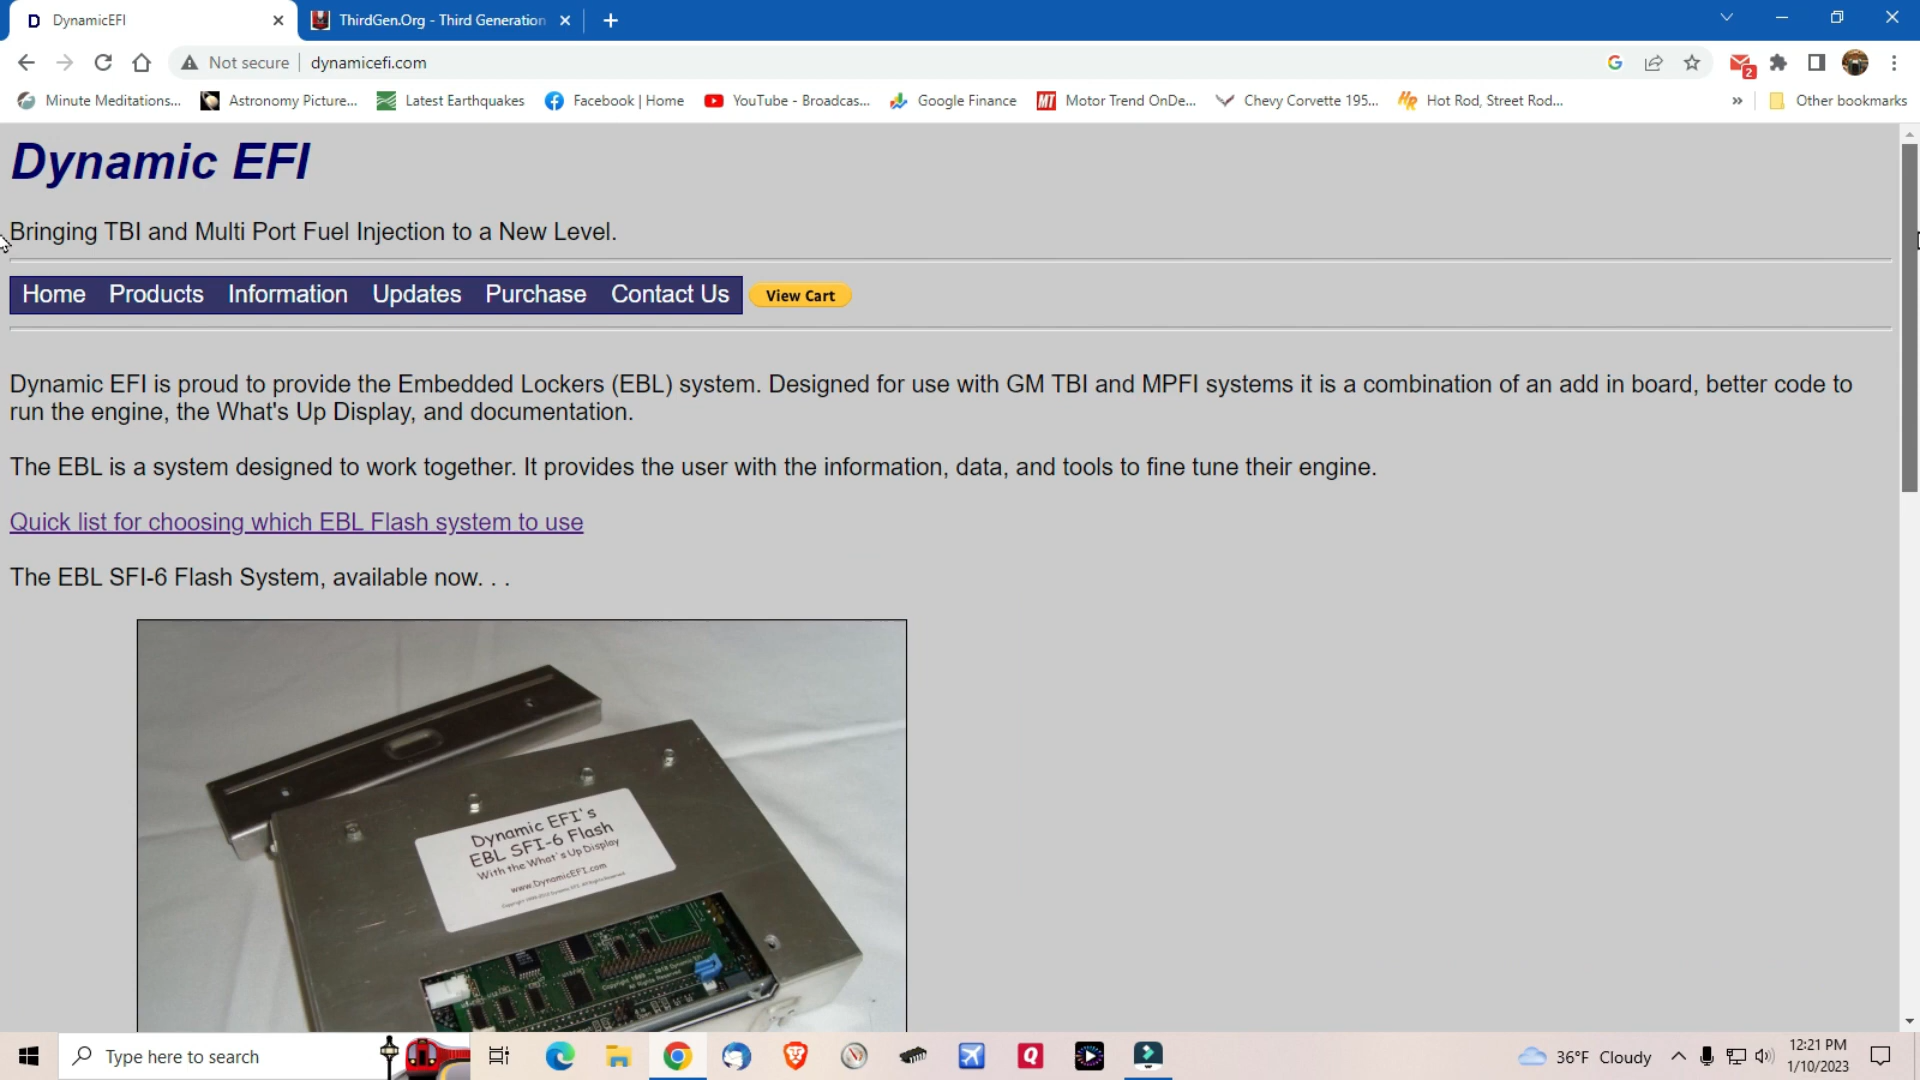 DynamicEFI
ThirdGen.Org - Third Generation
Not secure
dynamicefi.com
2
Minute Meditations...
Astronomy Picture...
Latest Earthquakes
Facebook | Home
YouTube - Broadcas...
Google Finance
MT
Motor Trend OnDe...
Chevy Corvette 195...
Hot Rod, Street Rod...
»
Other bookmarks
Dynamic EFI
Bringing TBI and Multi Port Fuel Injection to a New Level.
Home Products Information Updates Purchase Contact Us View Cart
Dynamic EFI is proud to provide the Embedded Lockers (EBL) system. Designed for use with GM TBI and MPFI systems it is a combination of an add in board, better code to
run the engine, the What's Up Display, and documentation.
The EBL is a system designed to work together. It provides the user with the information, data, and tools to fine tune their engine.
Quick list for choosing which EBL Flash system to use
The EBL SFI-6 Flash System, available now. . .
Dynamic EFI's
EBL SFI-6 Flash
With the What's Up Display
www.DynamicEFI.com
Type here to search
36°F Cloudy
12:21 PM
1/10/2023